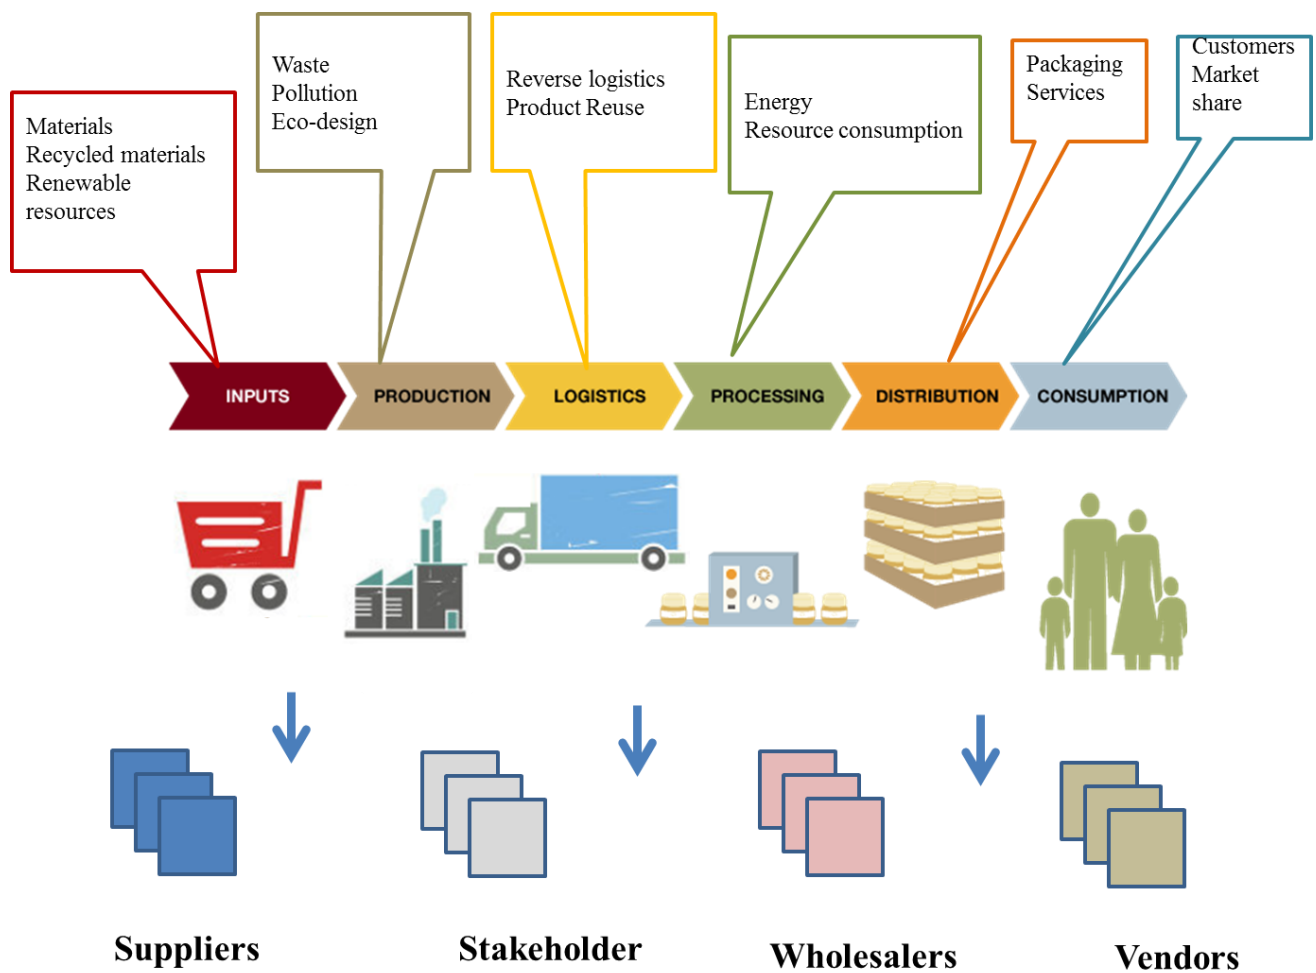 Materials
Recycled materials
Renewable
resources
Waste
Pollution
Eco-design
Reverse logistics
Product Reuse
Energy
Resource consumption
Packaging
Services
Customers
Market
share
INPUTS
PRODUCTION
LOGISTICS
PROCESSING
DISTRIBUTION
CONSUMPTION
Suppliers
Stakeholder
Wholesalers
Vendors